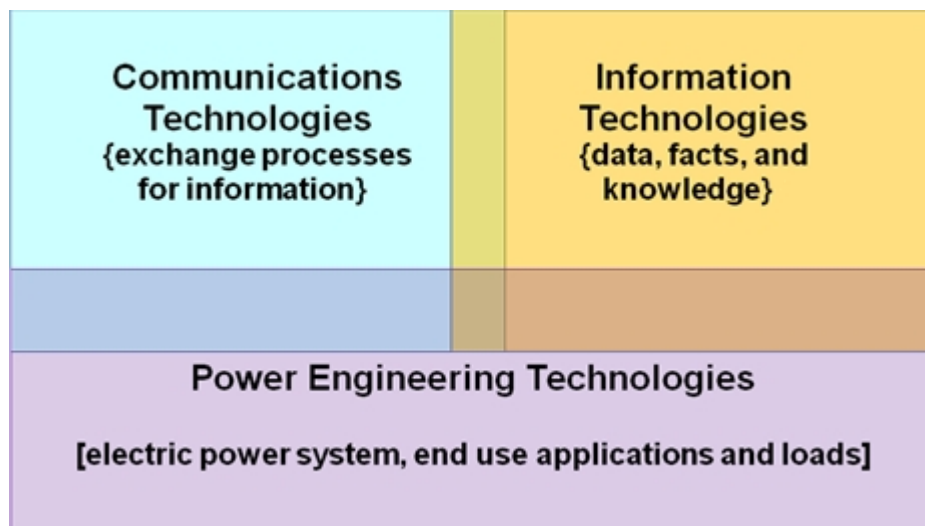 Communications
Technologies
{exchange processes
for information}
Information
Technologies
{data, facts, and
knowledge}
Power Engineering Technologies
[electric power system, end use applications and loads]